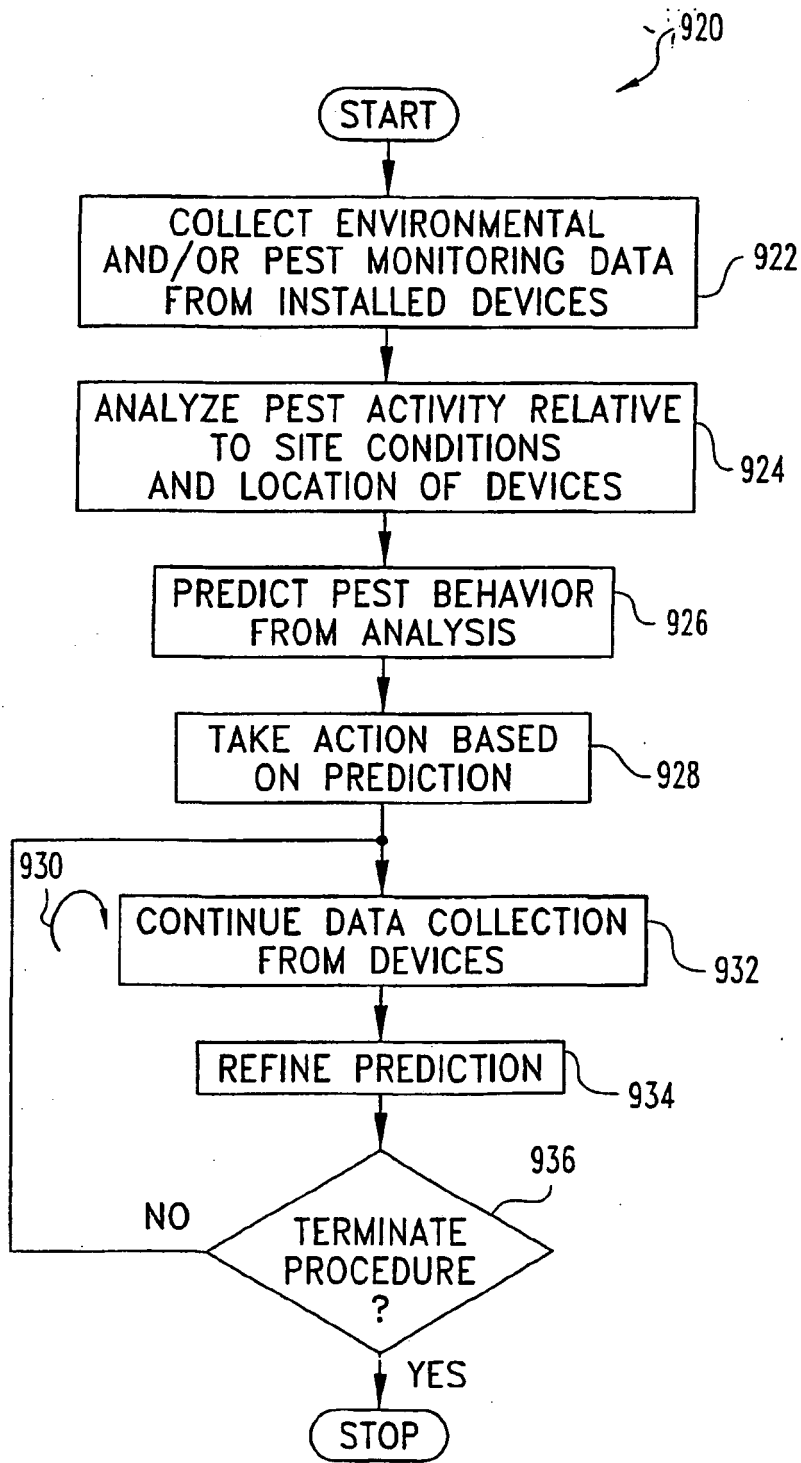 920
START
COLLECT ENVIRONMENTAL
AND/OR PEST MONITORING DATA
FROM INSTALLED DEVICES
922
ANALYZE PEST ACTIVITY RELATIVE
TO SITE CONDITIONS
AND LOCATION OF DEVICES
924
PREDICT PEST BEHAVIOR
FROM ANALYSIS
926
TAKE ACTION BASED
ON PREDICTION
928
930
CONTINUE DATA COLLECTION
FROM DEVICES
932
REFINE PREDICTION
934
936
NO
TERMINATE
PROCEDURE
?
YES
STOP